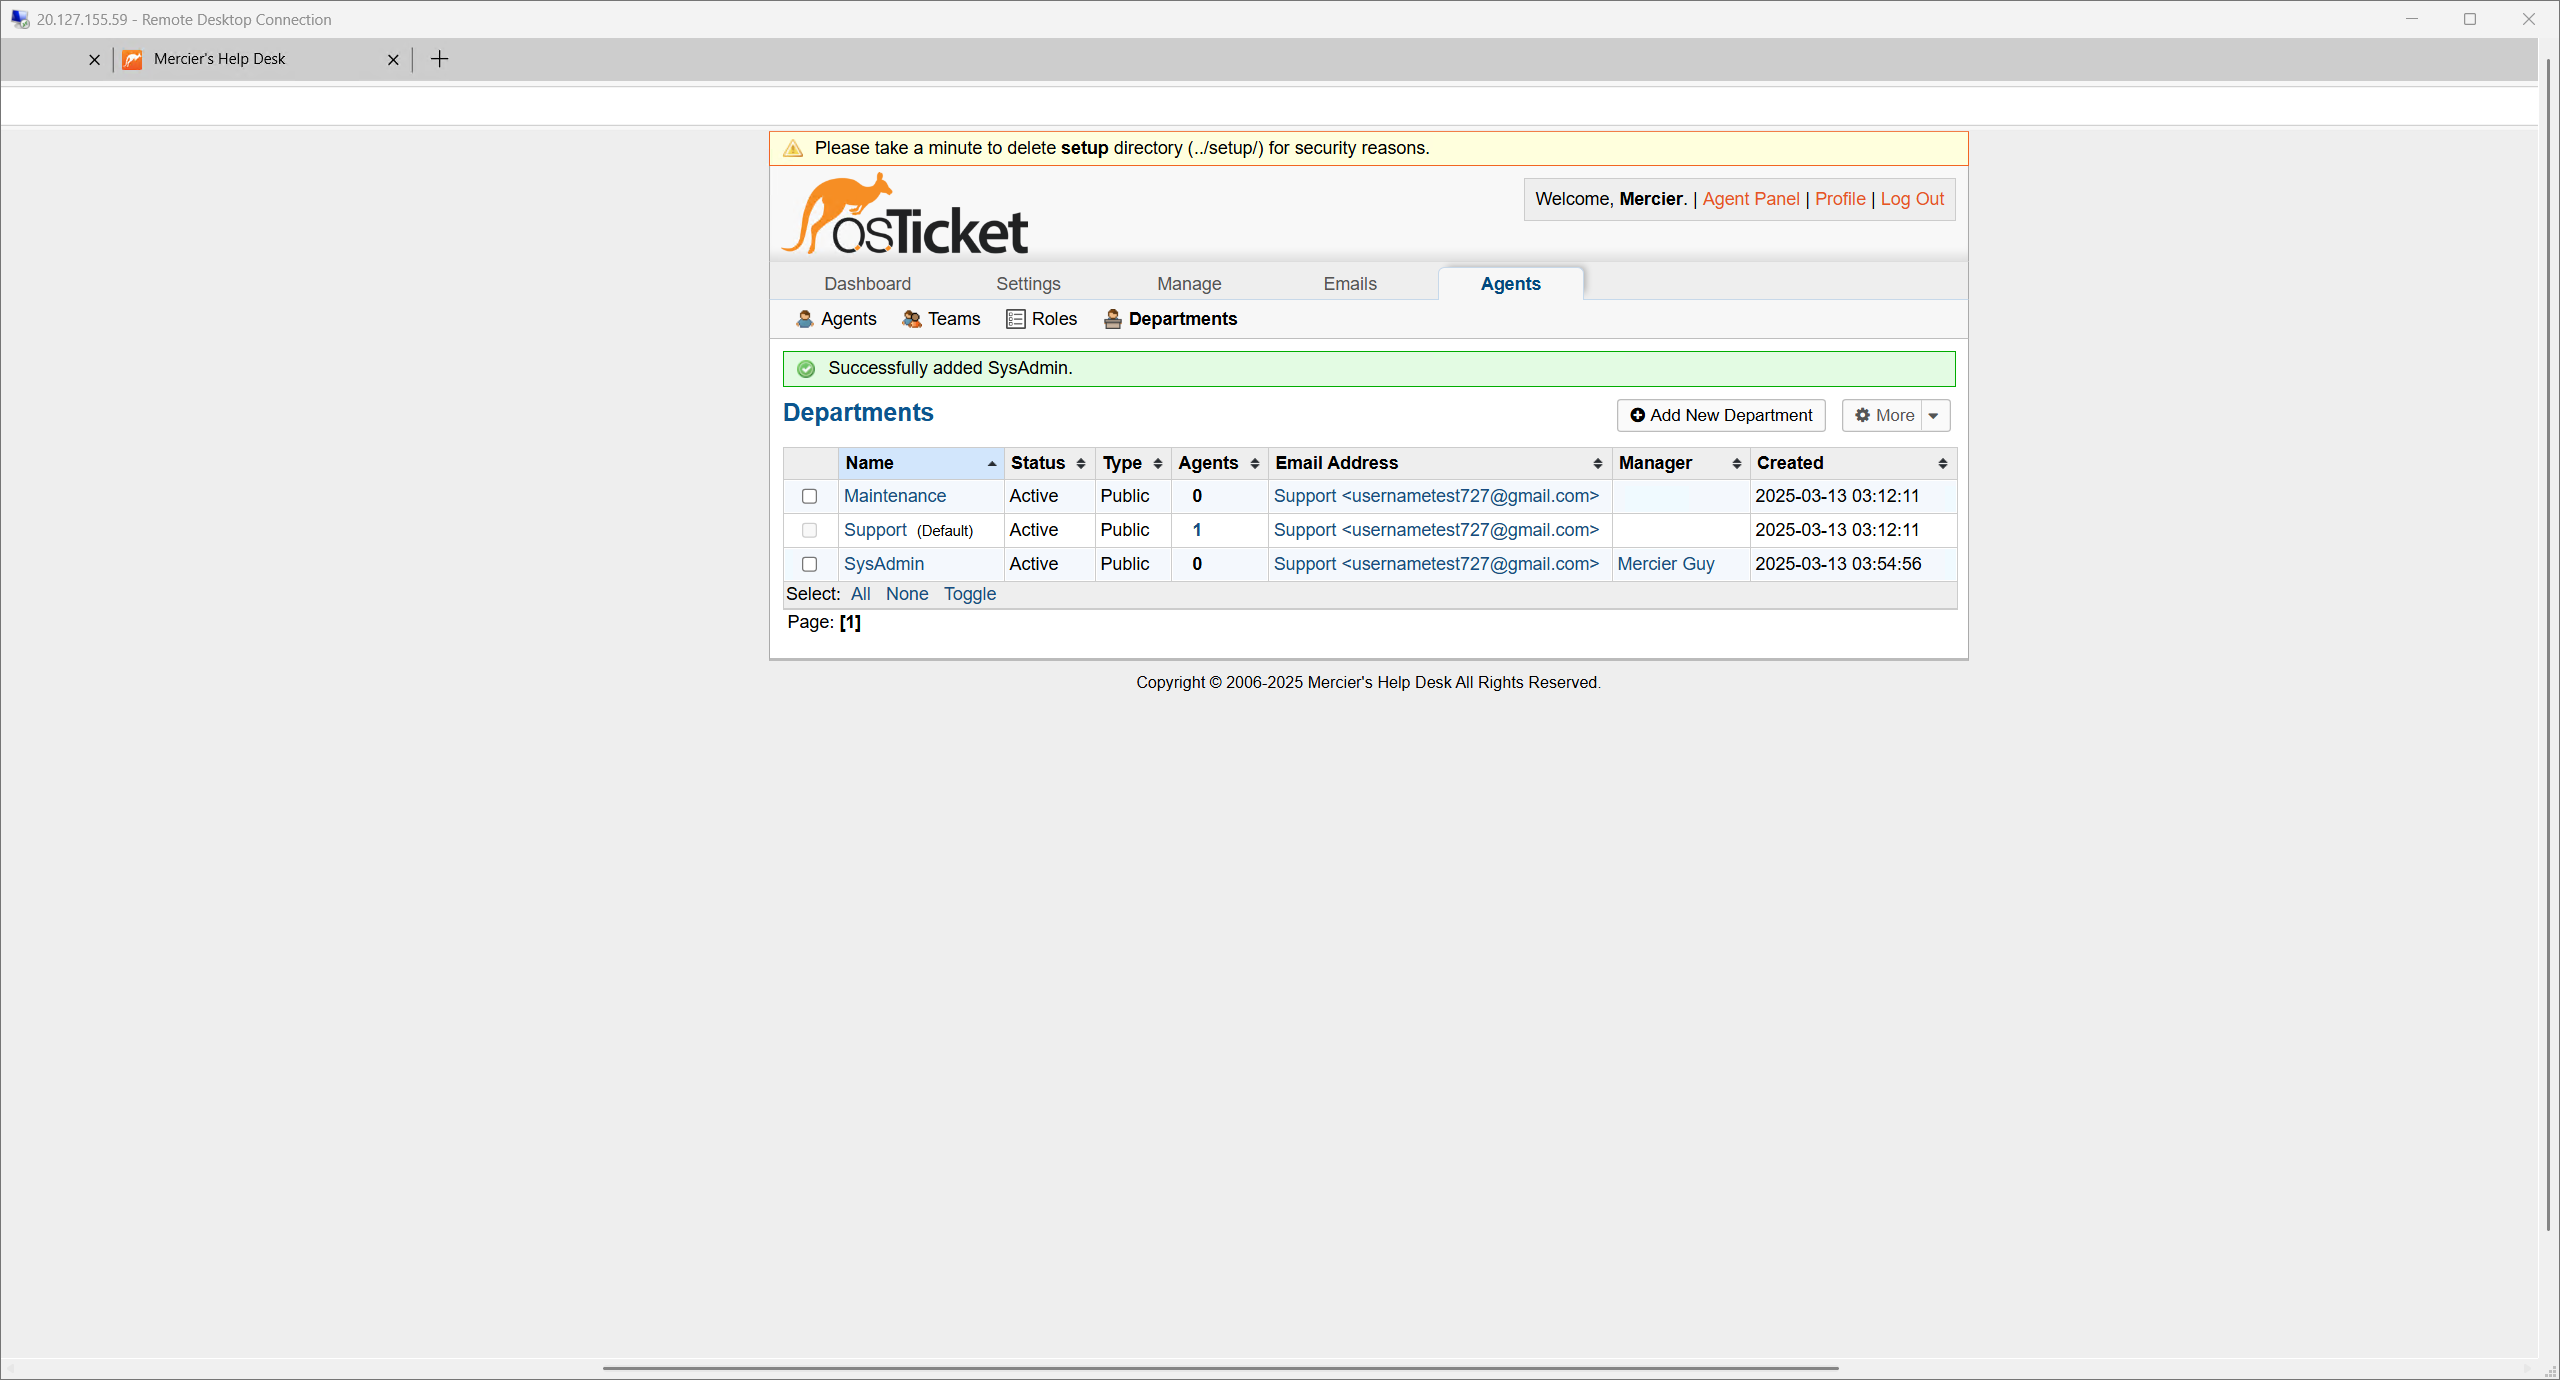 20.127.155.59 - Remote Desktop Connection
Mercier's Help Desk
Please take a minute to delete setup directory (../setup/) for security reasons.
osTicket
Welcome, Mercier. | Agent Panel | Profile | Log Out
Dashboard Settings Manage Emails Agents
Agents Teams Roles Departments
Successfully added SysAdmin.
Departments
Add New Department More
Name Status Type Agents Email Address Manager Created
Maintenance Active Public 0 Support <usernametest727@gmail.com> 2025-03-13 03:12:11
Support (Default) Active Public 1 Support <usernametest727@gmail.com> 2025-03-13 03:12:11
SysAdmin Active Public 0 Support <usernametest727@gmail.com> Mercier Guy 2025-03-13 03:54:56
Select: All None Toggle
Page: [1]
Copyright © 2006-2025 Mercier's Help Desk All Rights Reserved.